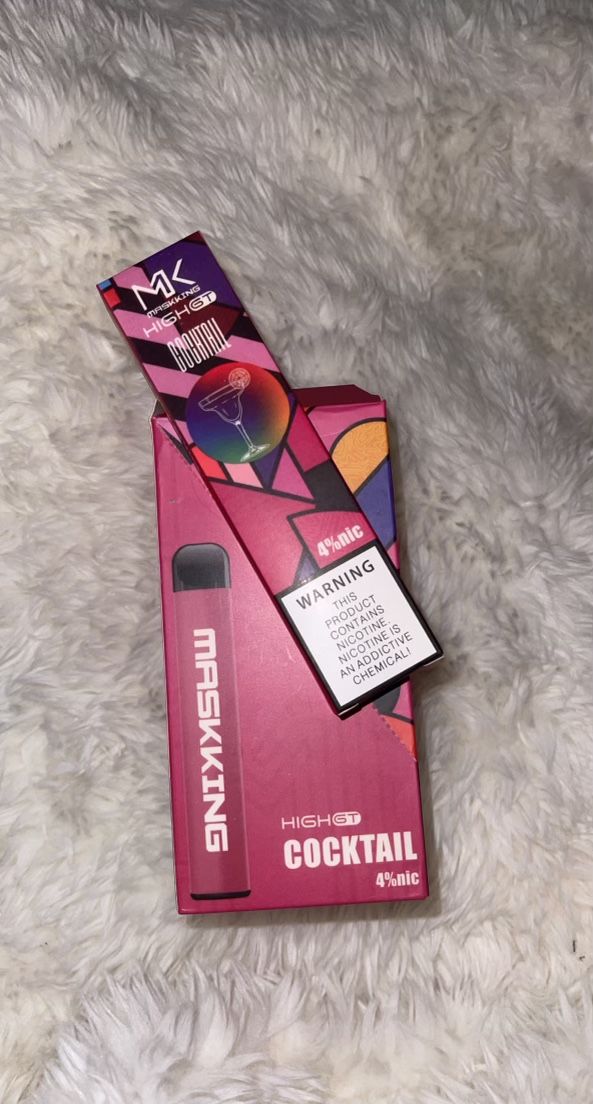 MK
MASKKING
HIGH GT
COCKTAIL
4%nic
WARNING
THIS
PRODUCT
CONTAINS
NICOTINE.
NICOTINE IS
AN ADDICTIVE
CHEMICAL!
MASKKING
HIGH GT
COCKTAIL
4%nic